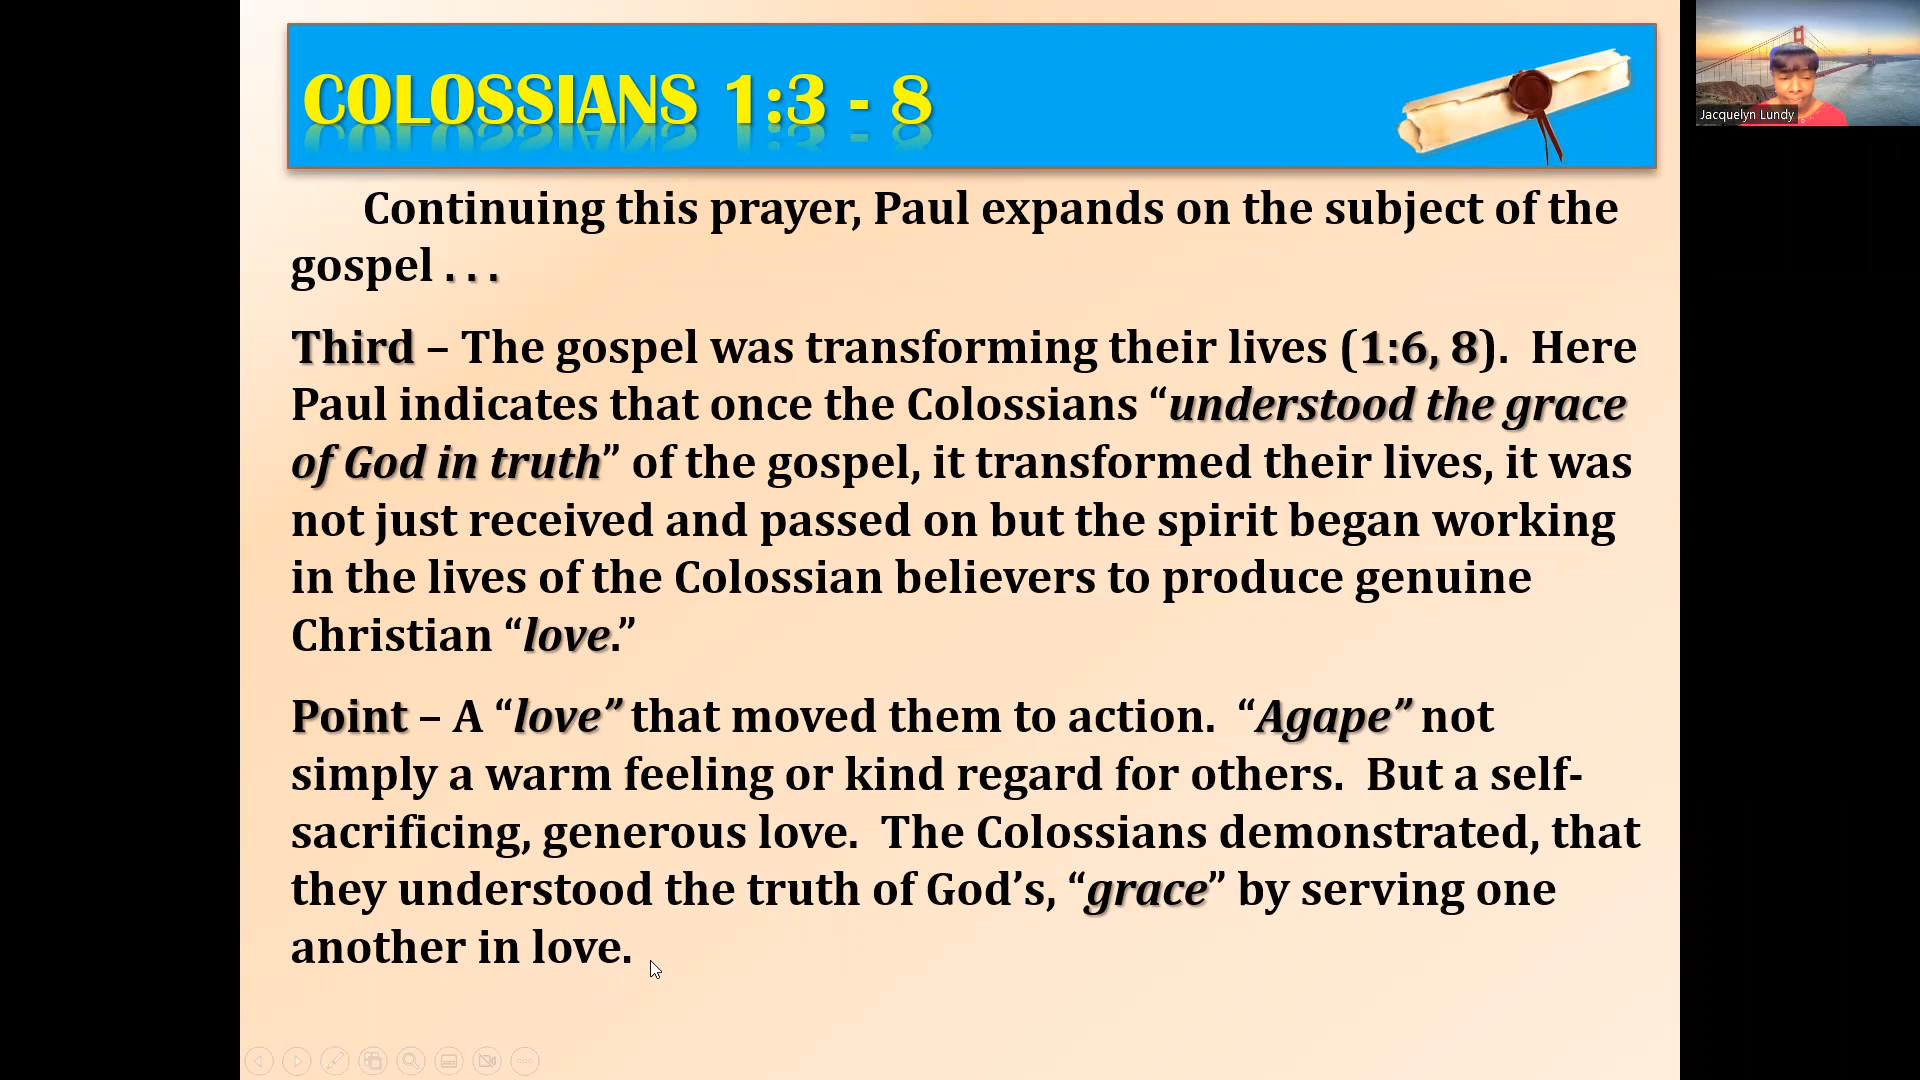 COLOSSIANS 1:3 - 8
Jacquelyn Lundy
Continuing this prayer, Paul expands on the subject of the
gospel . . .
Third – The gospel was transforming their lives (1:6, 8).  Here
Paul indicates that once the Colossians “understood the grace
of God in truth” of the gospel, it transformed their lives, it was
not just received and passed on but the spirit began working
in the lives of the Colossian believers to produce genuine
Christian “love.”
Point – A “love” that moved them to action.  “Agape” not
simply a warm feeling or kind regard for others.  But a self-
sacrificing, generous love.  The Colossians demonstrated, that
they understood the truth of God’s, “grace” by serving one
another in love.